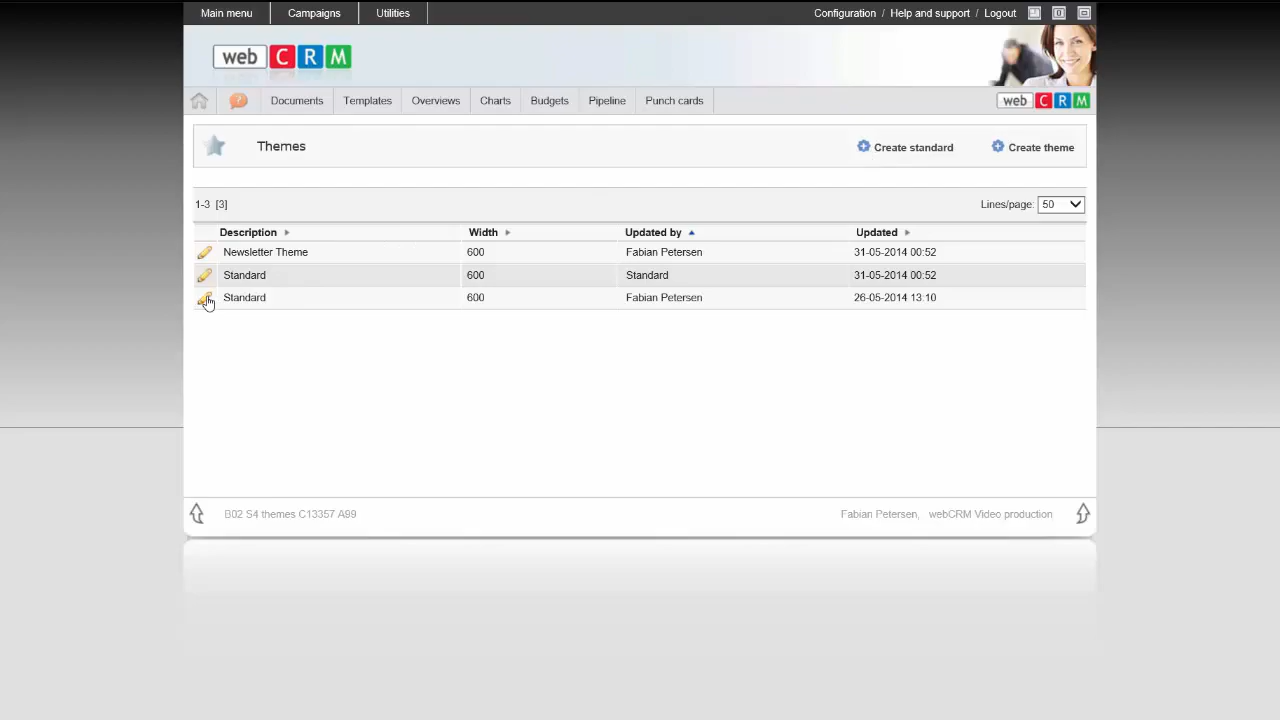 Main menu Campaigns Utilities Configuration / Help and support / Logout
web C R M
Documents Templates Overviews Charts Budgets Pipeline Punch cards web C R M
Themes Create standard Create theme
1-3 [3] Lines/page: 50
Description Width Updated by Updated
Newsletter Theme 600 Fabian Petersen 31-05-2014 00:52
Standard 600 Standard 31-05-2014 00:52
Standard 600 Fabian Petersen 26-05-2014 13:10
B02 S4 themes C13357 A99 Fabian Petersen, webCRM Video production